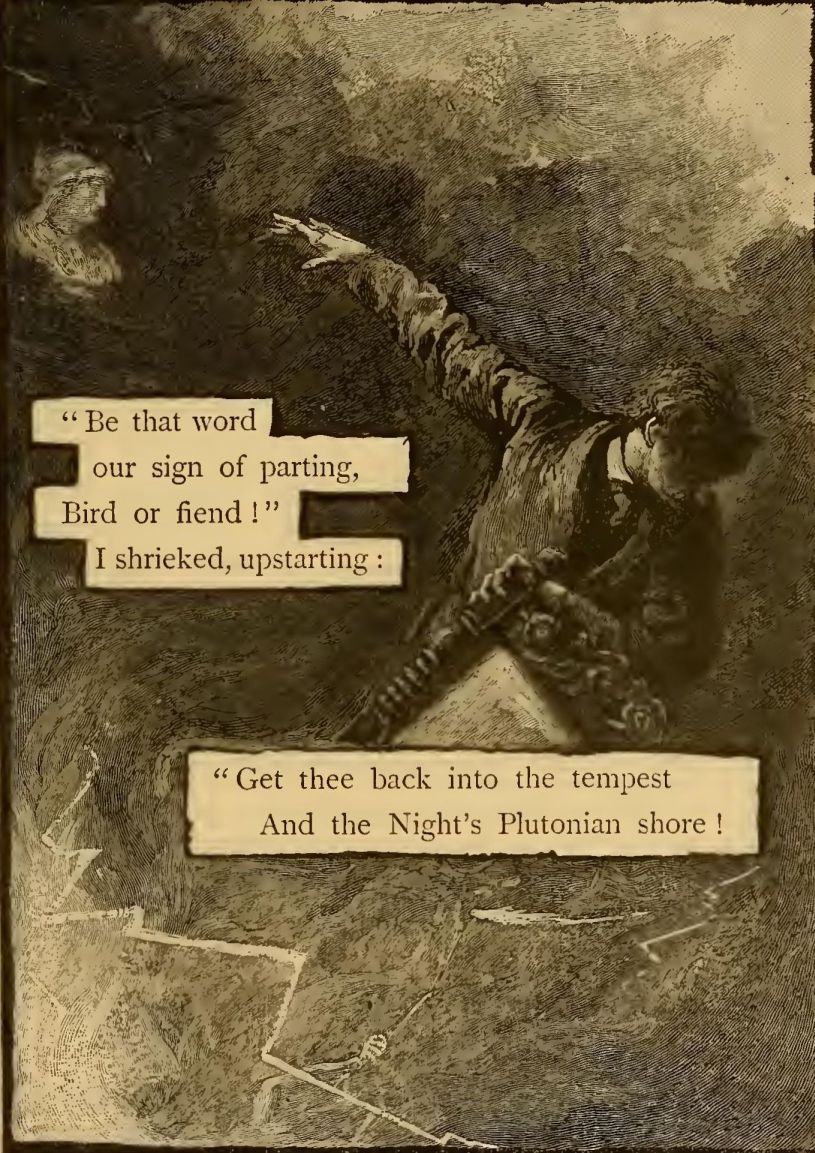 “ Be that word
our sign of parting,
Bird or fiend ! ”
I shrieked, upstarting :
“ Get thee back into the tempest
And the Night’s Plutonian shore !